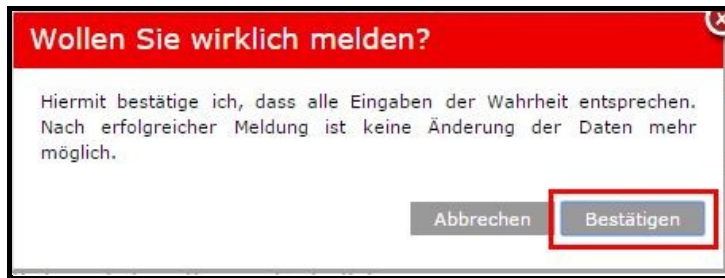 Wollen Sie wirklich melden?
Hiermit bestätige ich, dass alle Eingaben der Wahrheit entsprechen.
Nach erfolgreicher Meldung ist keine Änderung der Daten mehr
möglich.
Abbrechen Bestätigen